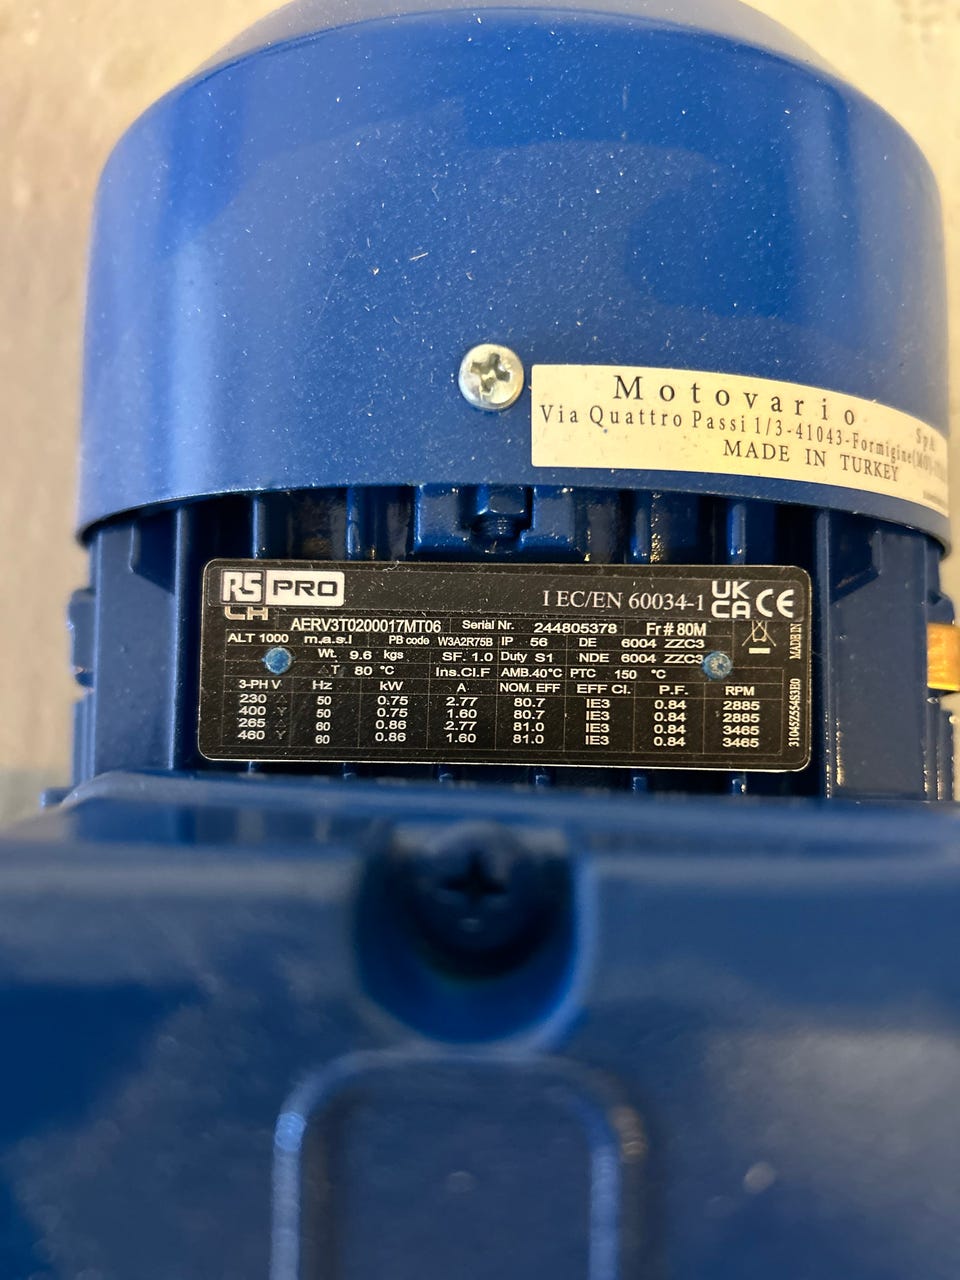 Motovario SpA
Via Quattro Passi 1/3-41043-Formigine(MO)
MADE IN TURKEY
RS PRO
IEC/EN 60034-1 UK CA CE
AERV3T0200017MT06 Serial Nr. 244805378 Fr# 80M
ALT 1000 m.a.s.l PB code W3A2R75B IP 56 DE 6004 ZZC3
Wt. 9.6 kgs SF. 1.0 Duty S1 NDE 6004 ZZC3
T 80 °C Ins.Cl.F AMB.40°C PTC 150 °C
3-PH V Hz kW A NOM. EFF EFF Cl. P.F. RPM
230 50 0.75 2.77 80.7 IE3 0.84 2885
400 Y 50 0.75 1.60 80.7 IE3 0.84 2885
265 60 0.86 2.77 81.0 IE3 0.84 3465
460 Y 60 0.86 1.60 81.0 IE3 0.84 3465
MADE IN